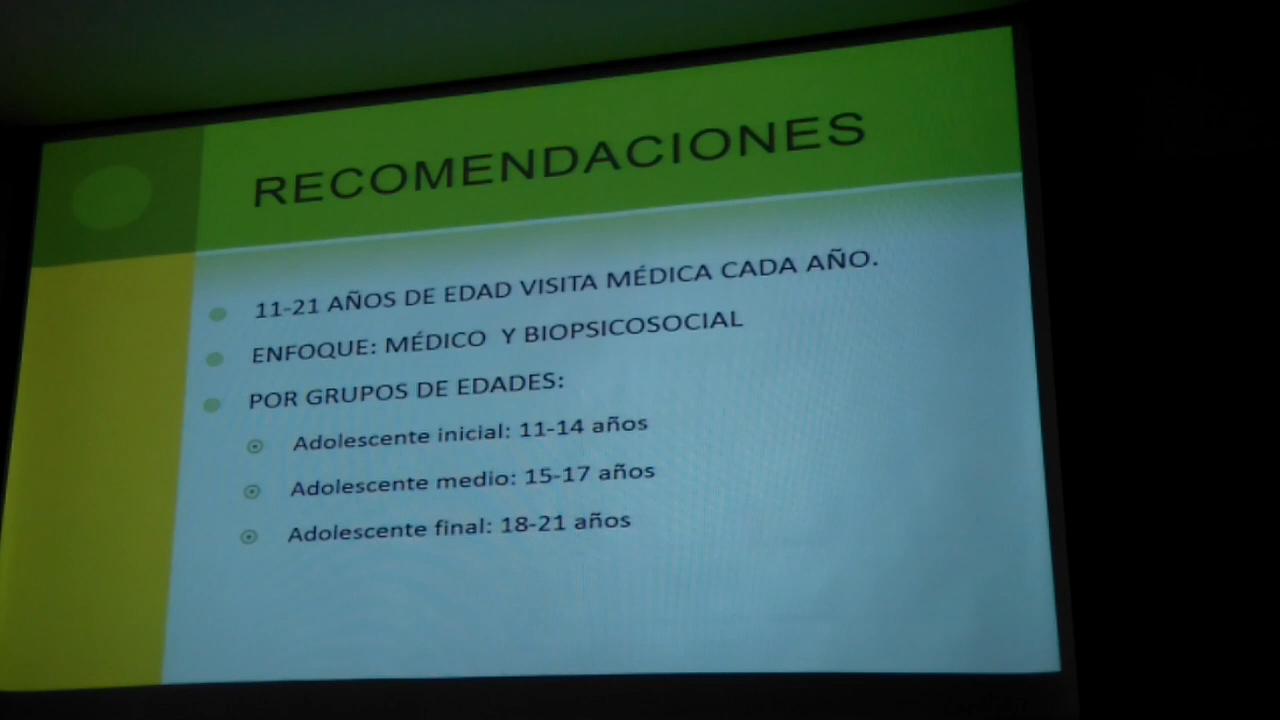 RECOMENDACIONES
11-21 AÑOS DE EDAD VISITA MÉDICA CADA AÑO.
ENFOQUE: MÉDICO Y BIOPSICOSOCIAL
POR GRUPOS DE EDADES:
Adolescente inicial: 11-14 años
Adolescente medio: 15-17 años
Adolescente final: 18-21 años